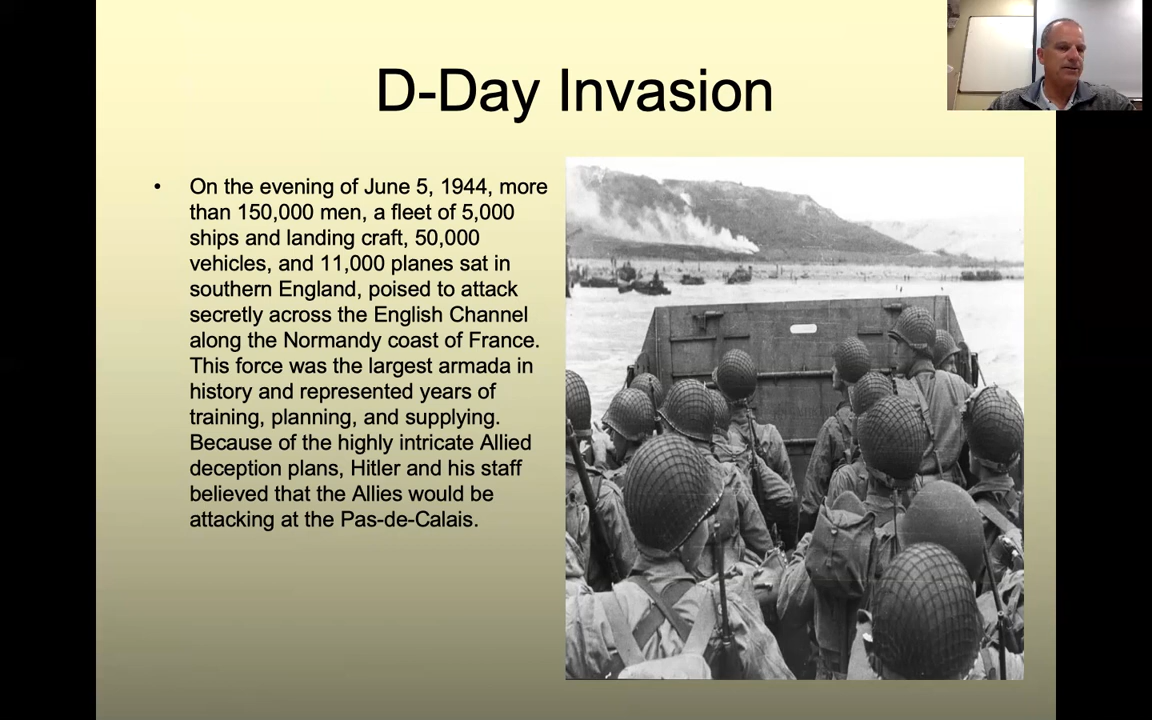 D-Day Invasion
• On the evening of June 5, 1944, more
than 150,000 men, a fleet of 5,000
ships and landing craft, 50,000
vehicles, and 11,000 planes sat in
southern England, poised to attack
secretly across the English Channel
along the Normandy coast of France.
This force was the largest armada in
history and represented years of
training, planning, and supplying.
Because of the highly intricate Allied
deception plans, Hitler and his staff
believed that the Allies would be
attacking at the Pas-de-Calais.